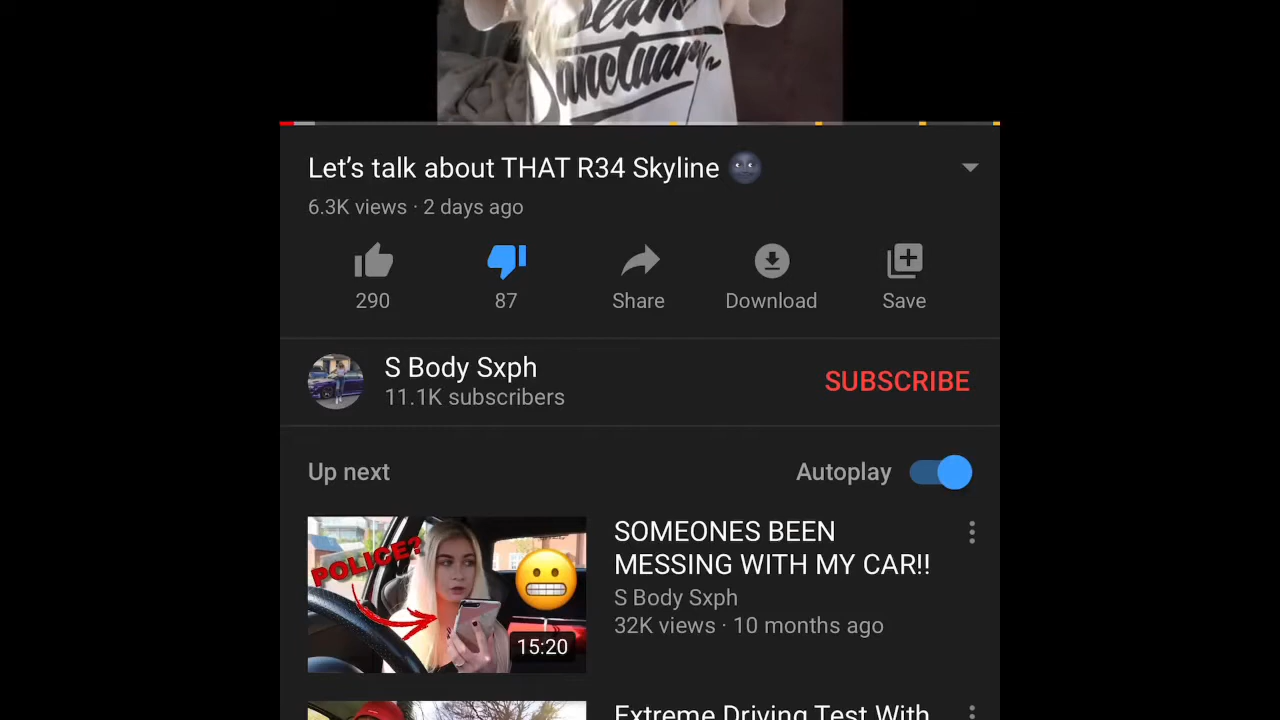 Sanctuary
Let’s talk about THAT R34 Skyline 🌚
6.3K views · 2 days ago
290
87
Share
Download
Save
S Body Sxph
11.1K subscribers
SUBSCRIBE
Up next
Autoplay
POLICE?
15:20
SOMEONES BEEN
MESSING WITH MY CAR!!
S Body Sxph
32K views · 10 months ago
Extreme Driving Test With